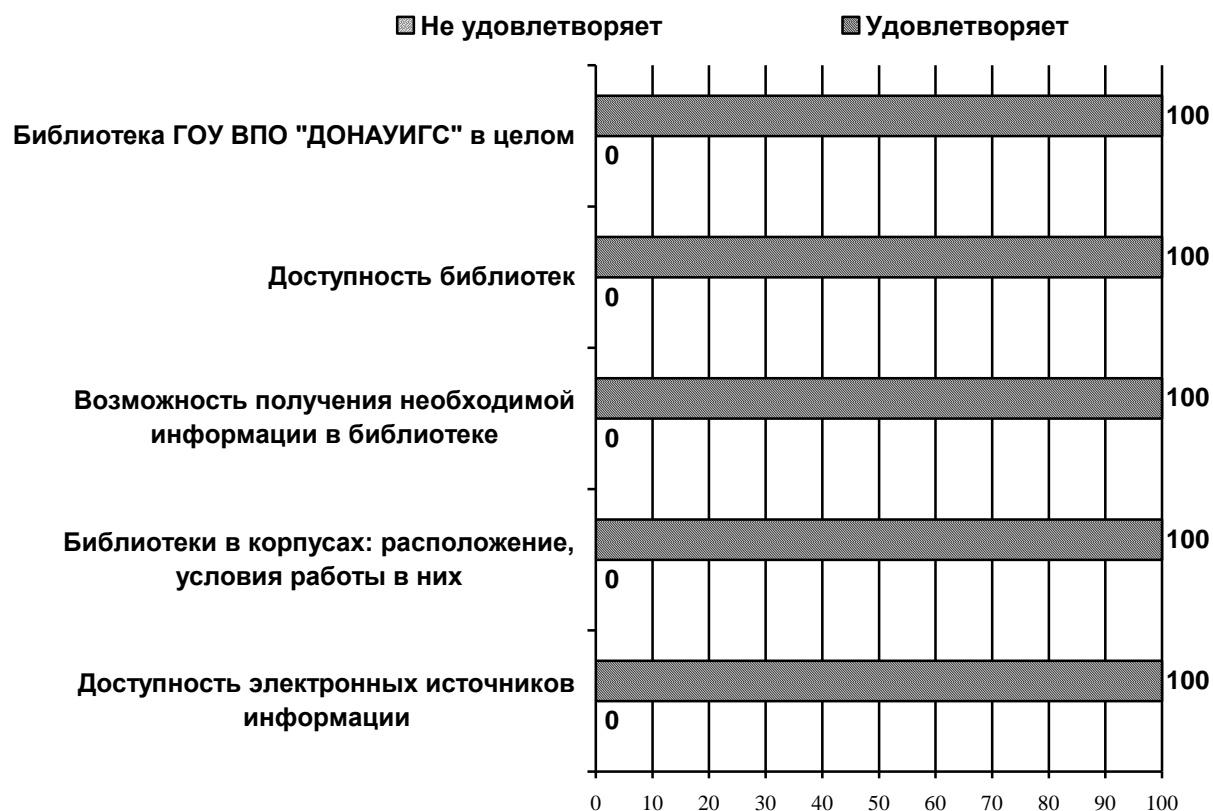 Не удовлетворяет Удовлетворяет
Библиотека ГОУ ВПО "ДОНАУИГС" в целом
100
0
Доступность библиотек
100
0
Возможность получения необходимой
информации в библиотеке
100
0
Библиотеки в корпусах: расположение,
условия работы в них
100
0
Доступность электронных источников
информации
100
0
0 10 20 30 40 50 60 70 80 90 100